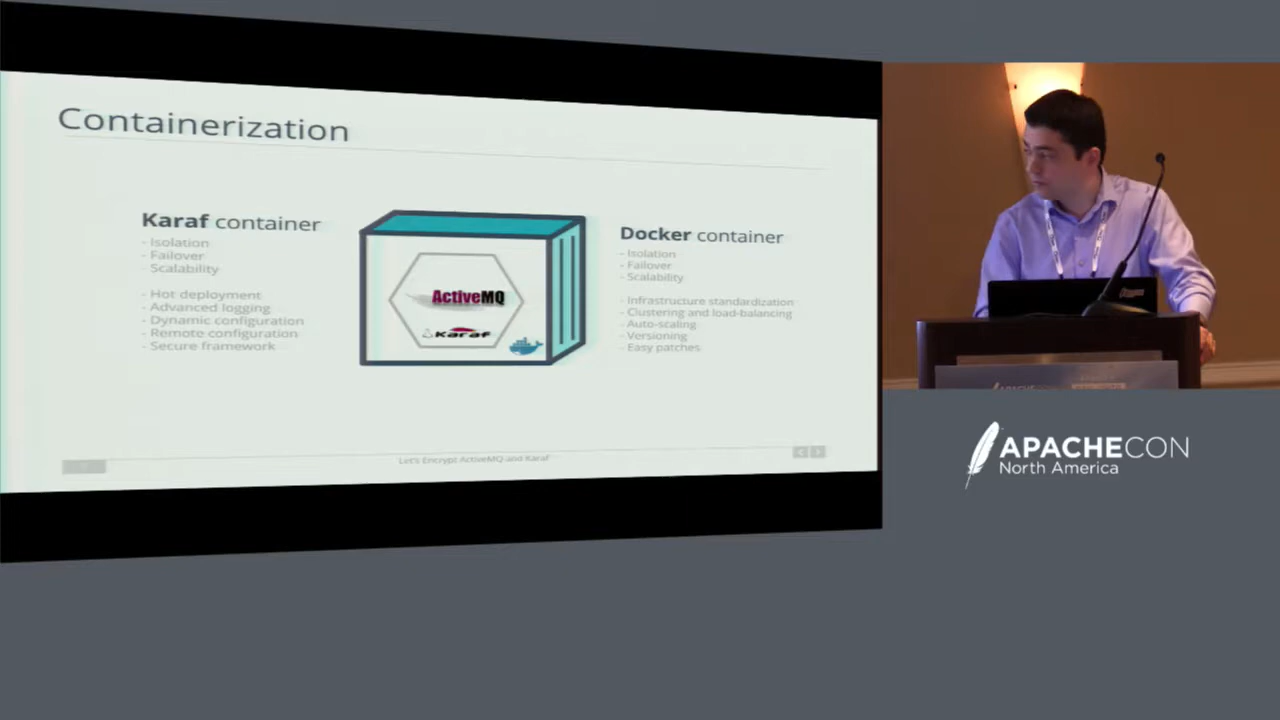 Containerization
Karaf container
- Isolation
- Failover
- Scalability
- Hot deployment
- Advanced logging
- Dynamic configuration
- Remote configuration
- Secure framework
ActiveMQ
Karaf
Docker container
- Isolation
- Failover
- Scalability
- Infrastructure standardization
- Clustering and load-balancing
- Auto-scaling
- Versioning
- Easy patches
Let's Encrypt ActiveMQ and Karaf
APACHECON
North America